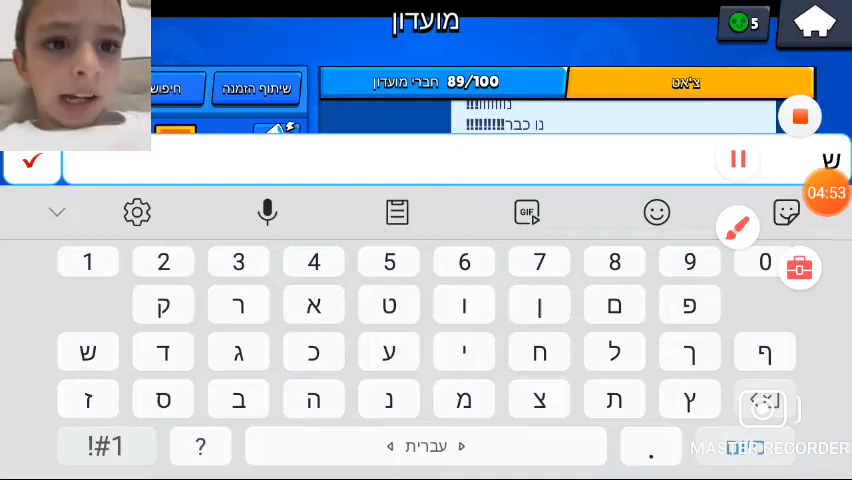 מועדון
5
חיפוש
שיתוף הזמנה
חברי מועדון 89/100
צ'אט
נו כבר!!!!!!!!!
ש
04:53
GIF
1 2 3 4 5 6 7 8 9 0
ק ר א ט ו ן ם פ
ש ד ג כ ע י ח ל ך ף
ז ס ב ה נ מ צ ת ץ
!#1 ? עברית .
MASTER RECORDER